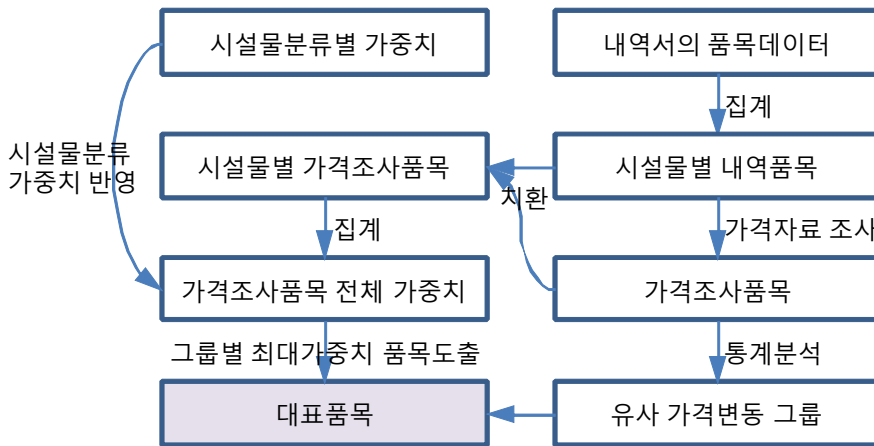 시설물분류별 가중치
내역서의 품목데이터
집계
시설물분류
가중치 반영
시설물별 가격조사품목
시설물별 내역품목
치환
집계
가격자료 조사
가격조사품목 전체 가중치
가격조사품목
그룹별 최대가중치 품목도출
통계분석
대표품목
유사 가격변동 그룹